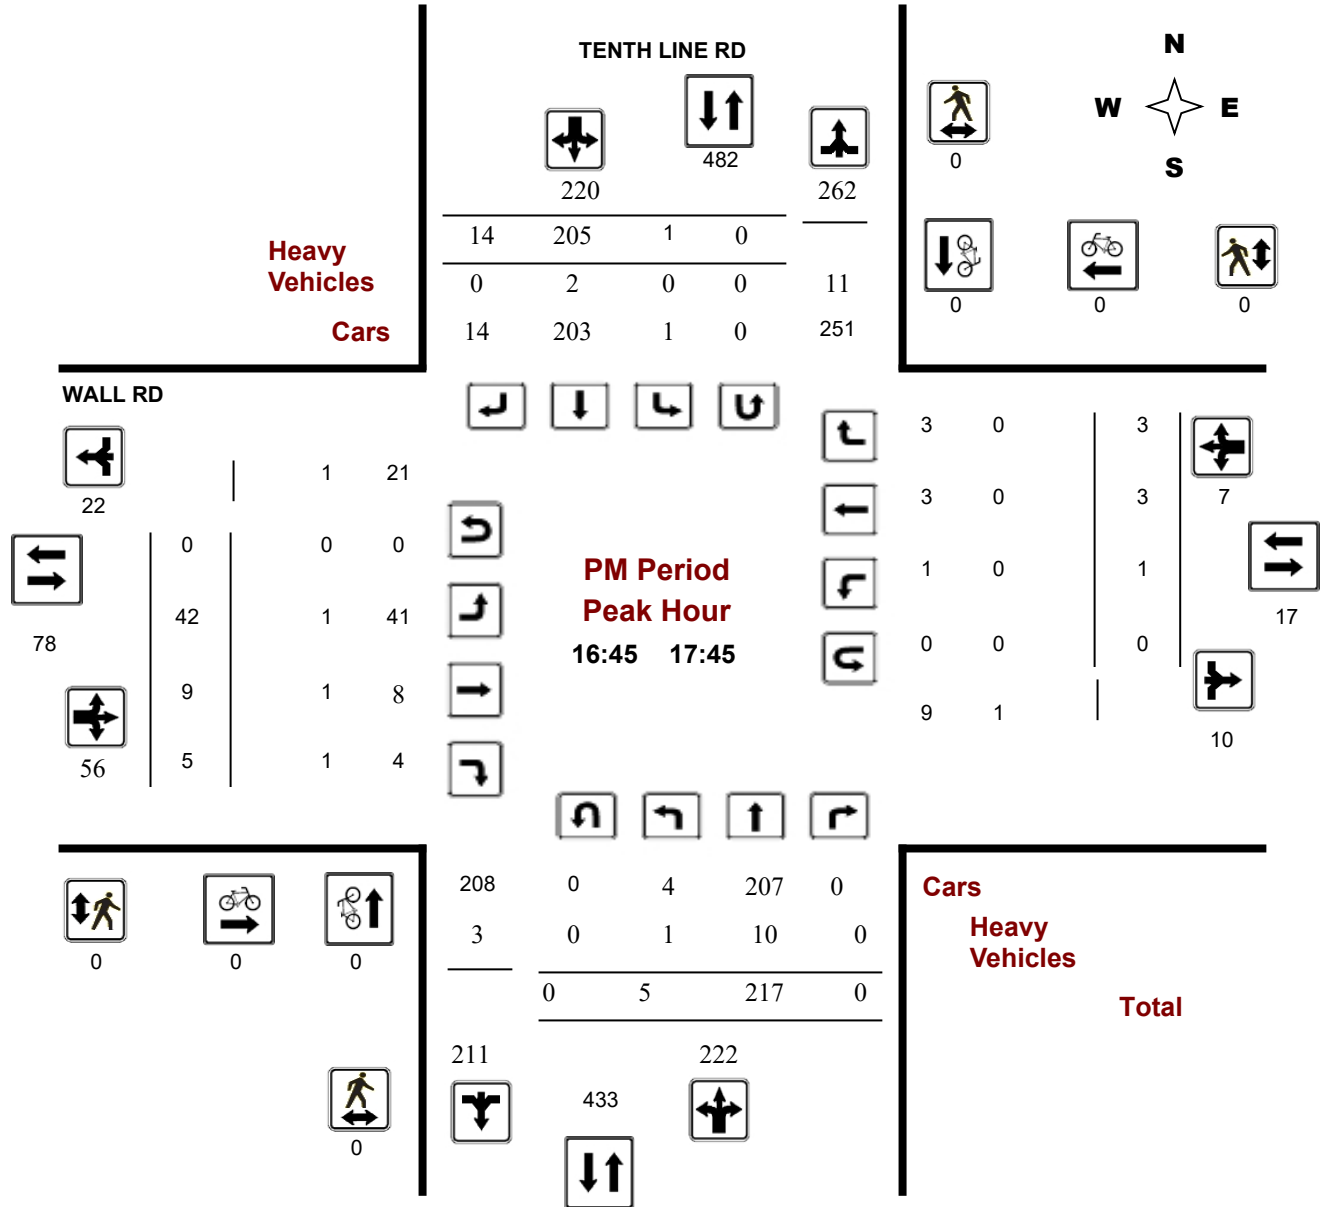 TENTH LINE RD
N
W E
S
482
0
220 262
14 205 1 0
Heavy
Vehicles
0 2 0 0 11
0 0 0
Cars
14 203 1 0 251
WALL RD
3 0 3
1 21
22
3 0 3 7
0 0 0
PM Period
1 0 1
Peak Hour
42 1 41
17
78
16:45 17:45
0 0 0
9 1 8
9 1
10
56
5 1 4
208 0 4 207 0
Cars
3 0 1 10 0
Heavy
Vehicles
0 0 0
0 5 217 0
Total
211 222
433
0